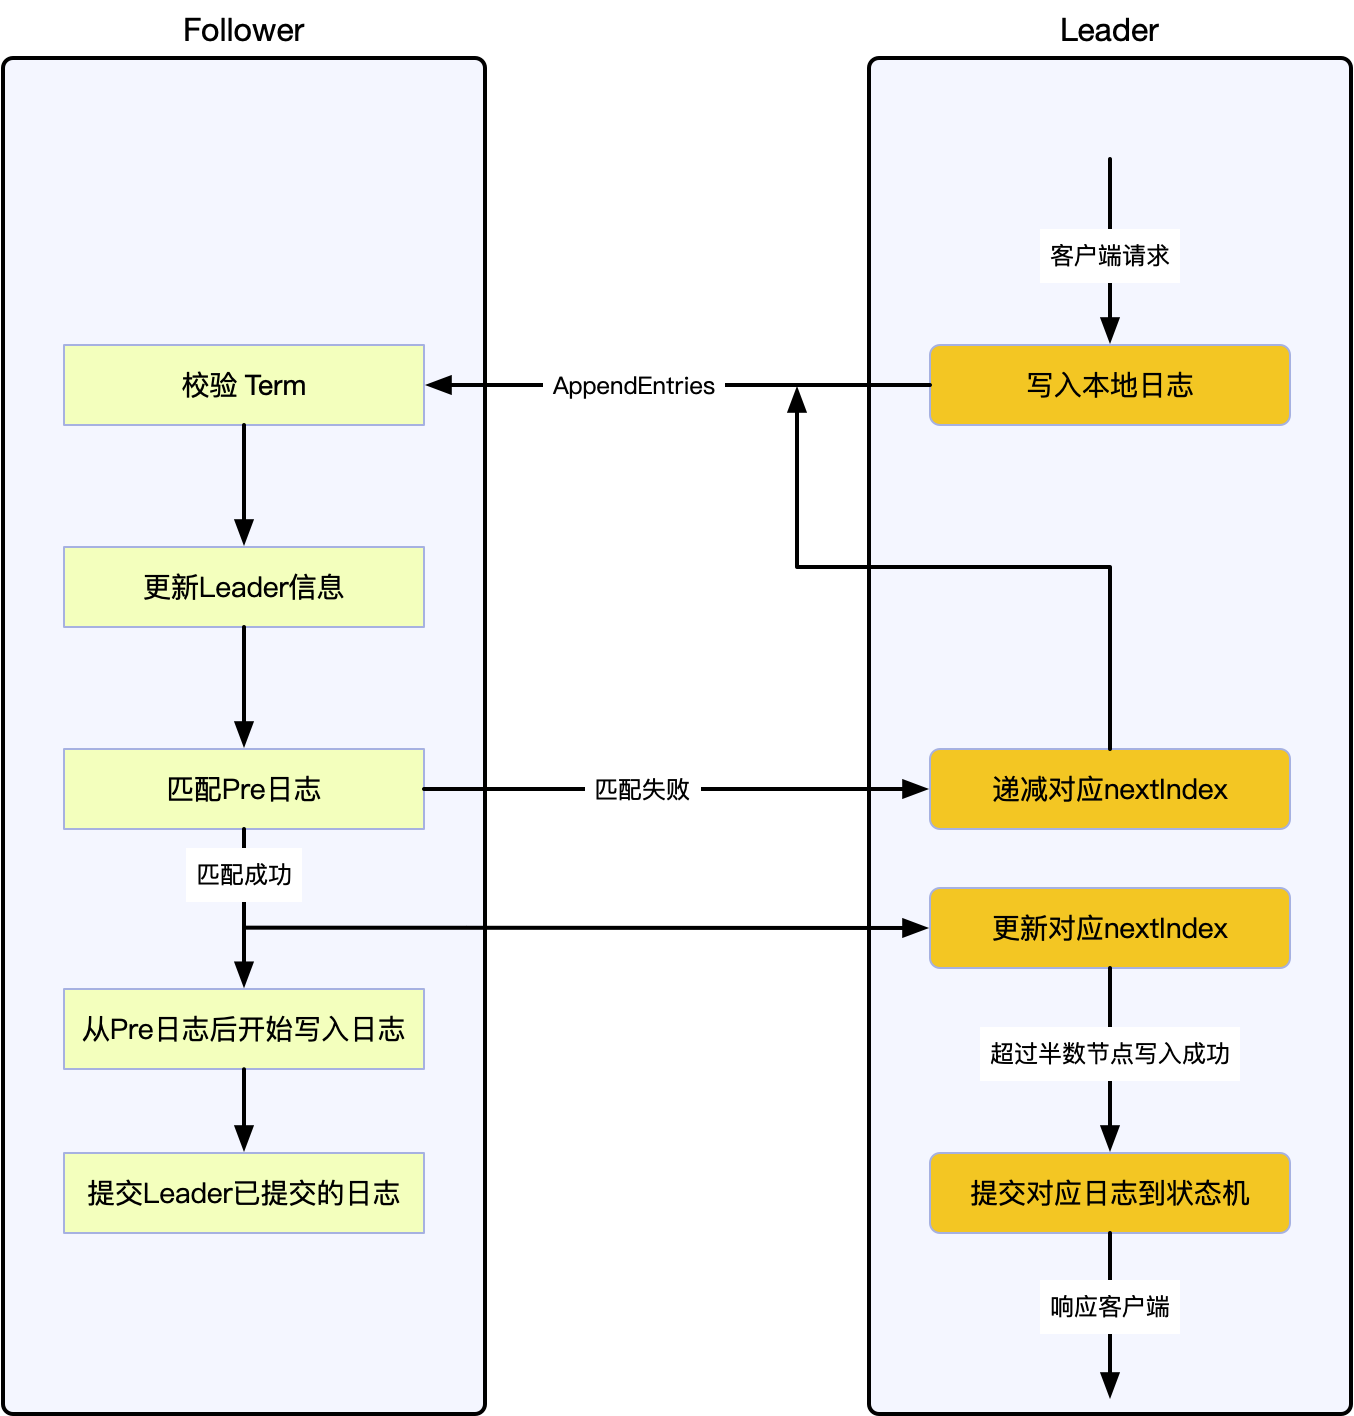 Follower
Leader
客户端请求
校验 Term
AppendEntries
写入本地日志
更新Leader信息
匹配Pre日志
匹配失败
递减对应nextIndex
匹配成功
更新对应nextIndex
从Pre日志后开始写入日志
超过半数节点写入成功
提交Leader已提交的日志
提交对应日志到状态机
响应客户端